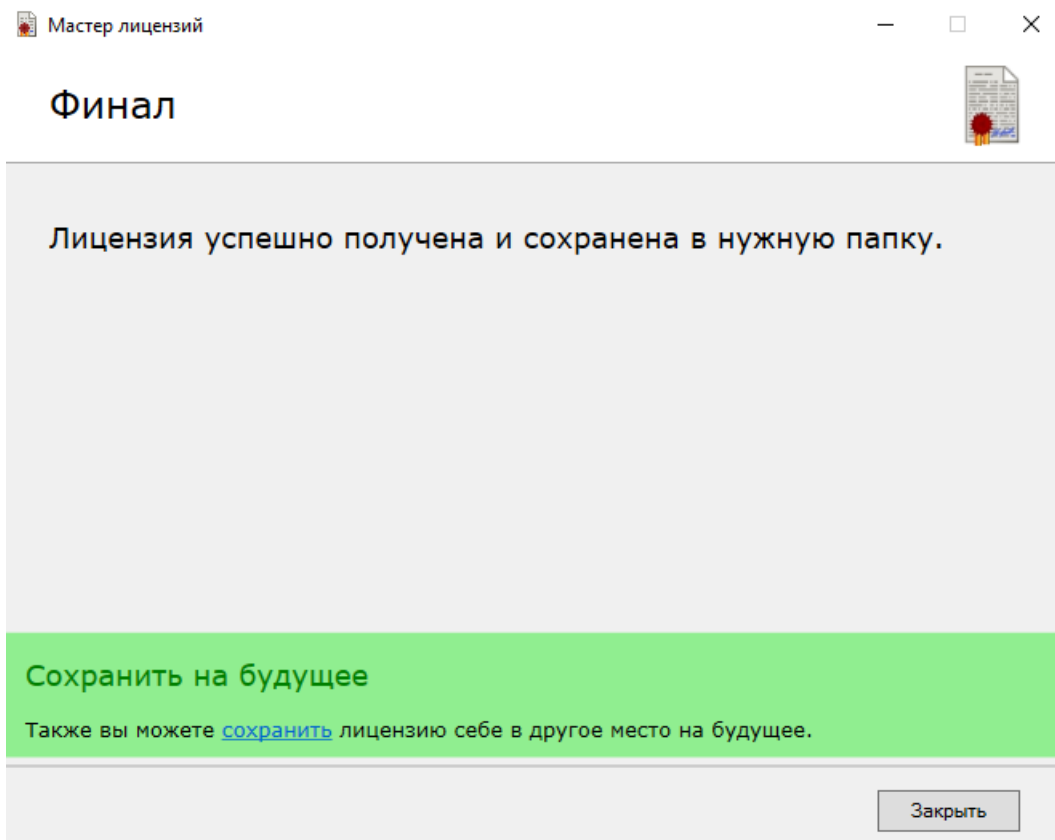 Мастер лицензий
Финал
Лицензия успешно получена и сохранена в нужную папку.
Сохранить на будущее
Также вы можете сохранить лицензию себе в другое место на будущее.
Закрыть